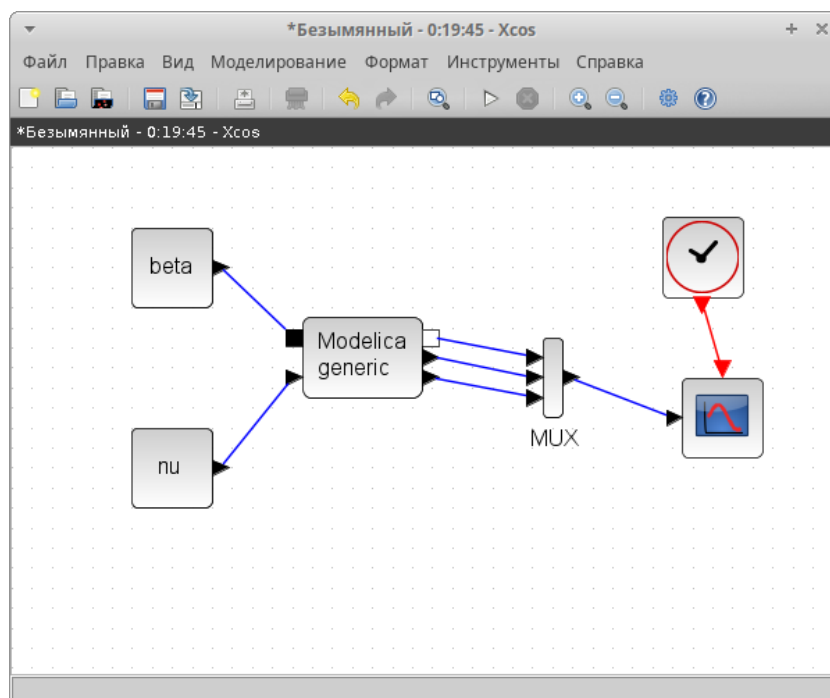 *Безымянный - 0:19:45 - Xcos
Файл Правка Вид Моделирование Формат Инструменты Справка
*Безымянный - 0:19:45 - Xcos
beta
Modelica
generic
MUX
nu